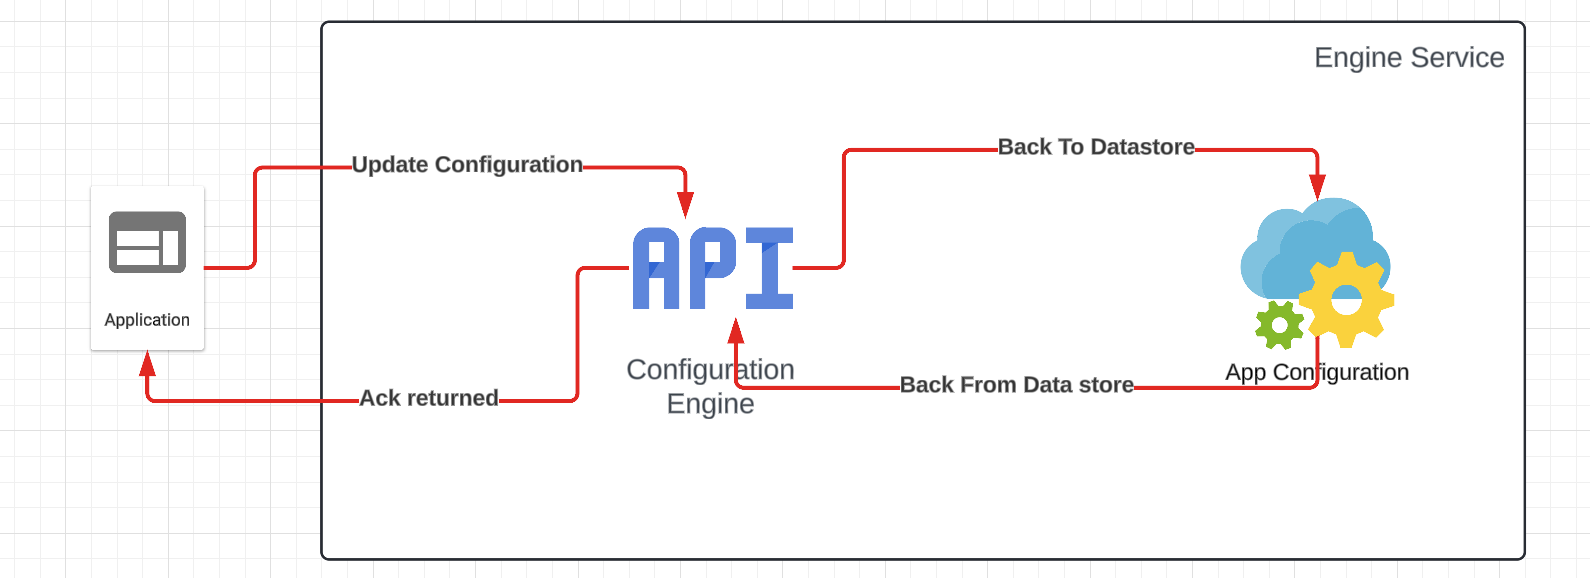 Engine Service
Update Configuration
Back To Datastore
API
Application
Configuration
Engine
App Configuration
Back From Data store
Ack returned